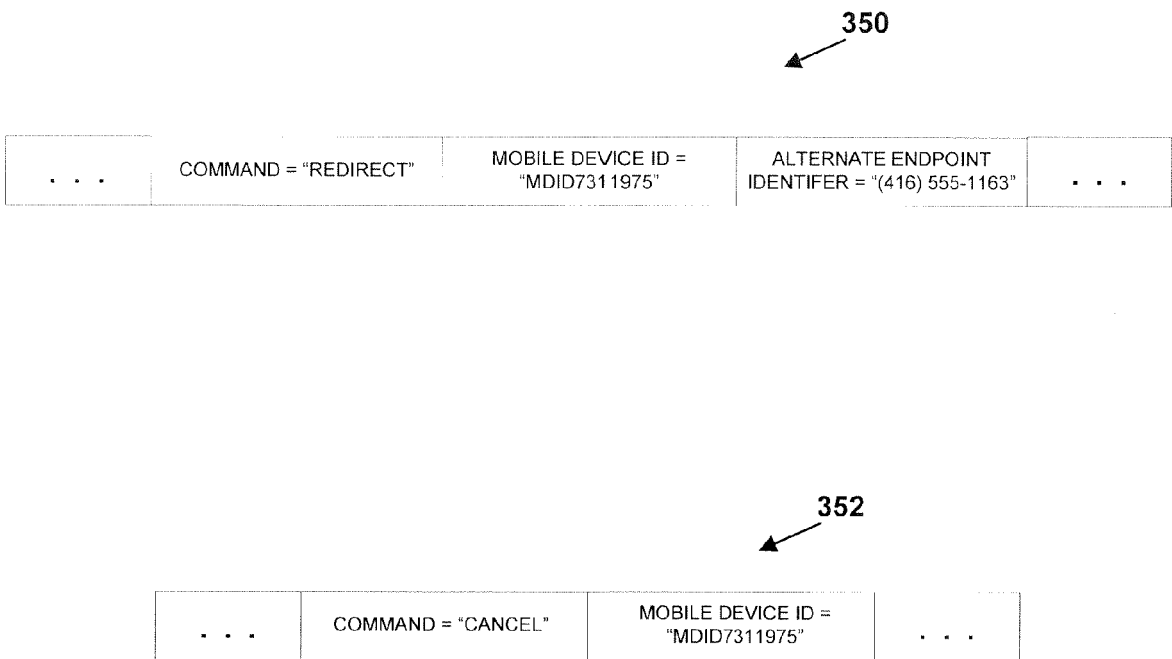 350
. . .
COMMAND = “REDIRECT”
MOBILE DEVICE ID =
“MDID7311975”
ALTERNATE ENDPOINT
IDENTIFER = “(416) 555-1163”
. . .
352
. . .
COMMAND = “CANCEL”
MOBILE DEVICE ID =
“MDID7311975”
. . .